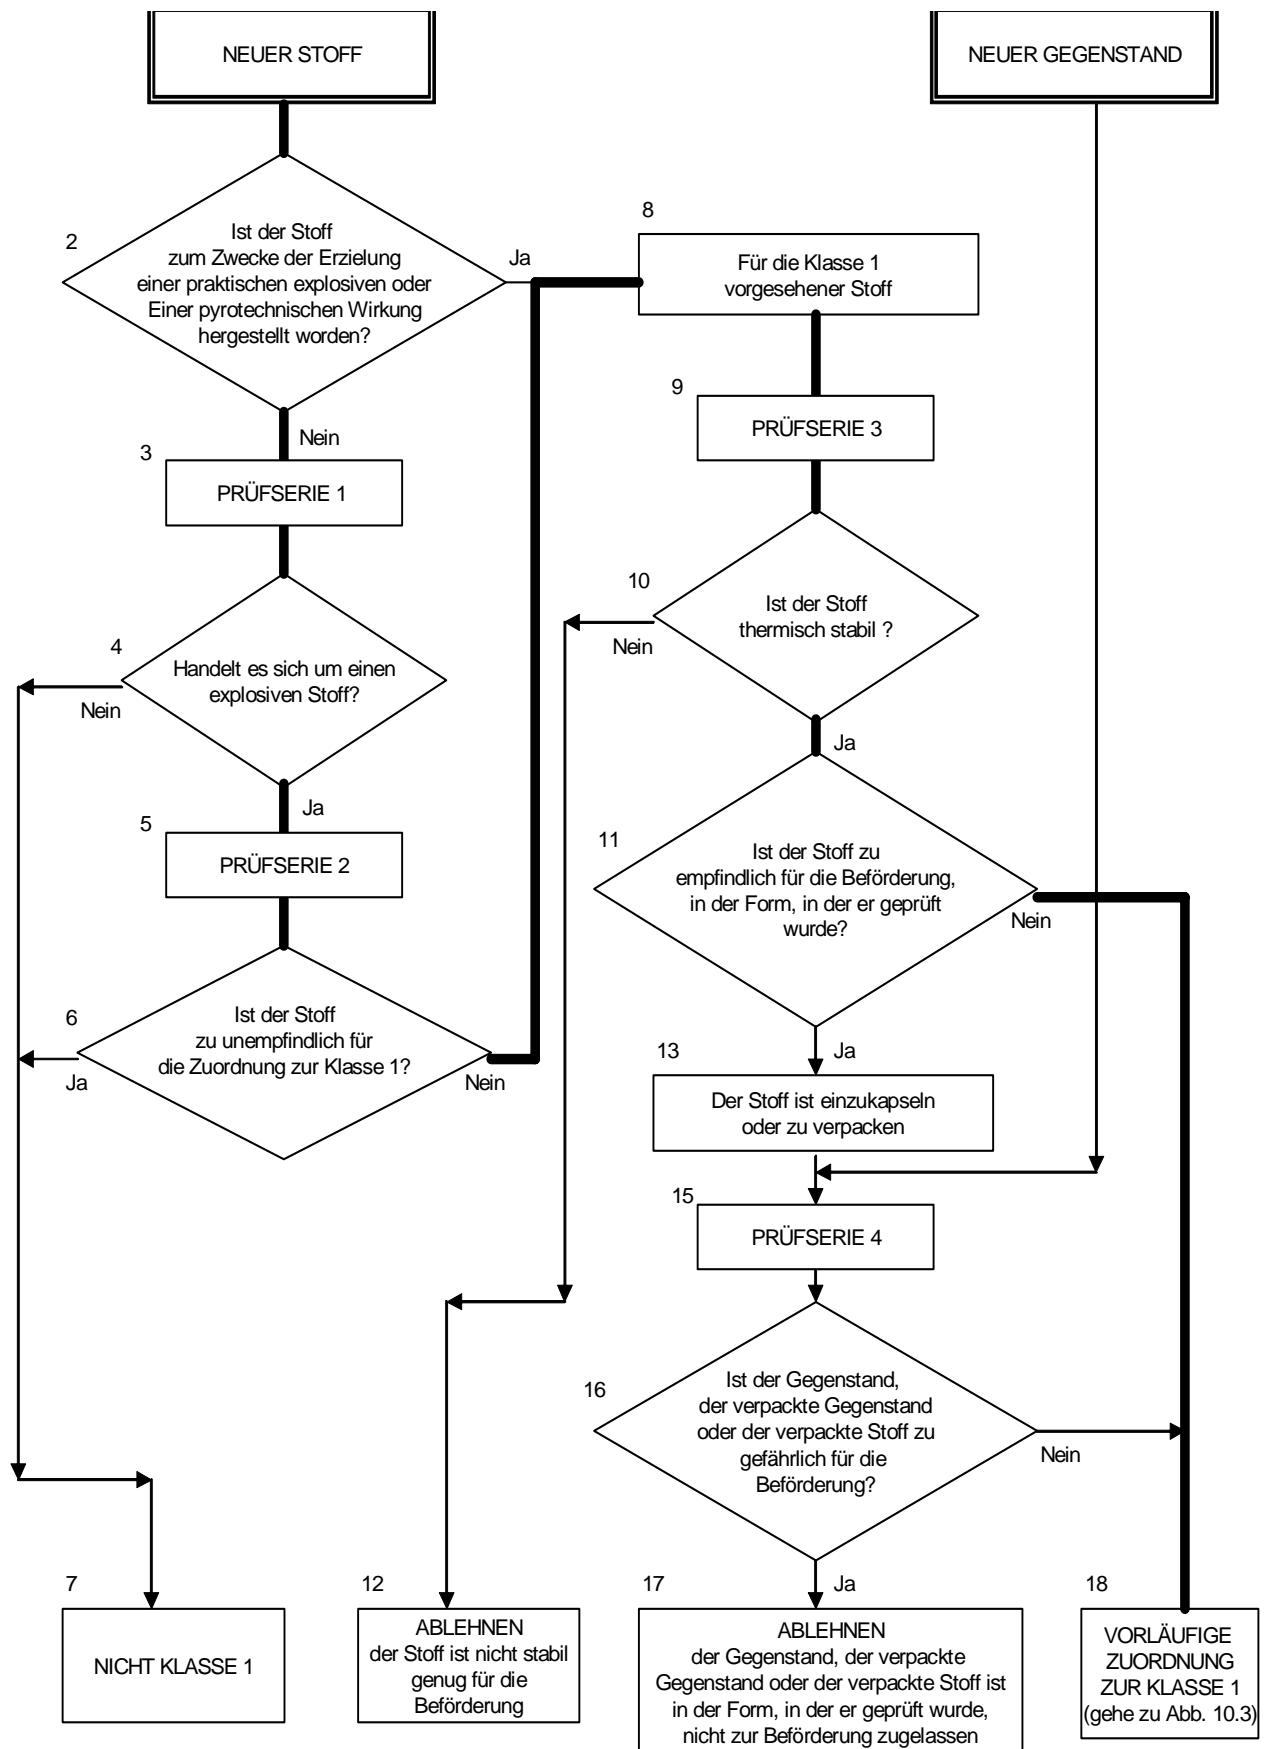 NEUER STOFF
NEUER GEGENSTAND
2
Ist der Stoff
zum Zwecke der Erzielung
einer praktischen explosiven oder
Einer pyrotechnischen Wirkung
hergestellt worden?
Ja
Nein
8
Für die Klasse 1
vorgesehener Stoff
3
PRÜFSERIE 1
9
PRÜFSERIE 3
4
Handelt es sich um einen
explosiven Stoff?
Nein
Ja
10
Ist der Stoff
thermisch stabil ?
Nein
Ja
5
PRÜFSERIE 2
11
Ist der Stoff zu
empfindlich für die Beförderung,
in der Form, in der er geprüft
wurde?
Nein
Ja
6
Ist der Stoff
zu unempfindlich für
die Zuordnung zur Klasse 1?
Ja
Nein
13
Der Stoff ist einzukapseln
oder zu verpacken
15
PRÜFSERIE 4
16
Ist der Gegenstand,
der verpackte Gegenstand
oder der verpackte Stoff zu
gefährlich für die
Beförderung?
Nein
Ja
7
NICHT KLASSE 1
12
ABLEHNEN
der Stoff ist nicht stabil
genug für die
Beförderung
17
ABLEHNEN
der Gegenstand, der verpackte
Gegenstand oder der verpackte Stoff ist
in der Form, in der er geprüft wurde,
nicht zur Beförderung zugelassen
18
VORLÄUFIGE
ZUORDNUNG
ZUR KLASSE 1
(gehe zu Abb. 10.3)